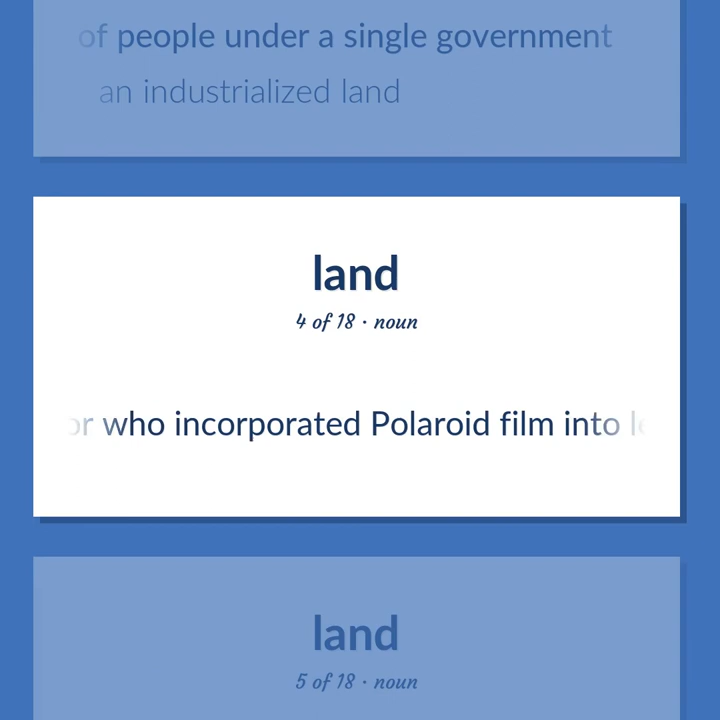 of people under a single government
an industrialized land
land
4 of 18 · noun
who incorporated Polaroid film into
land
5 of 18 · noun